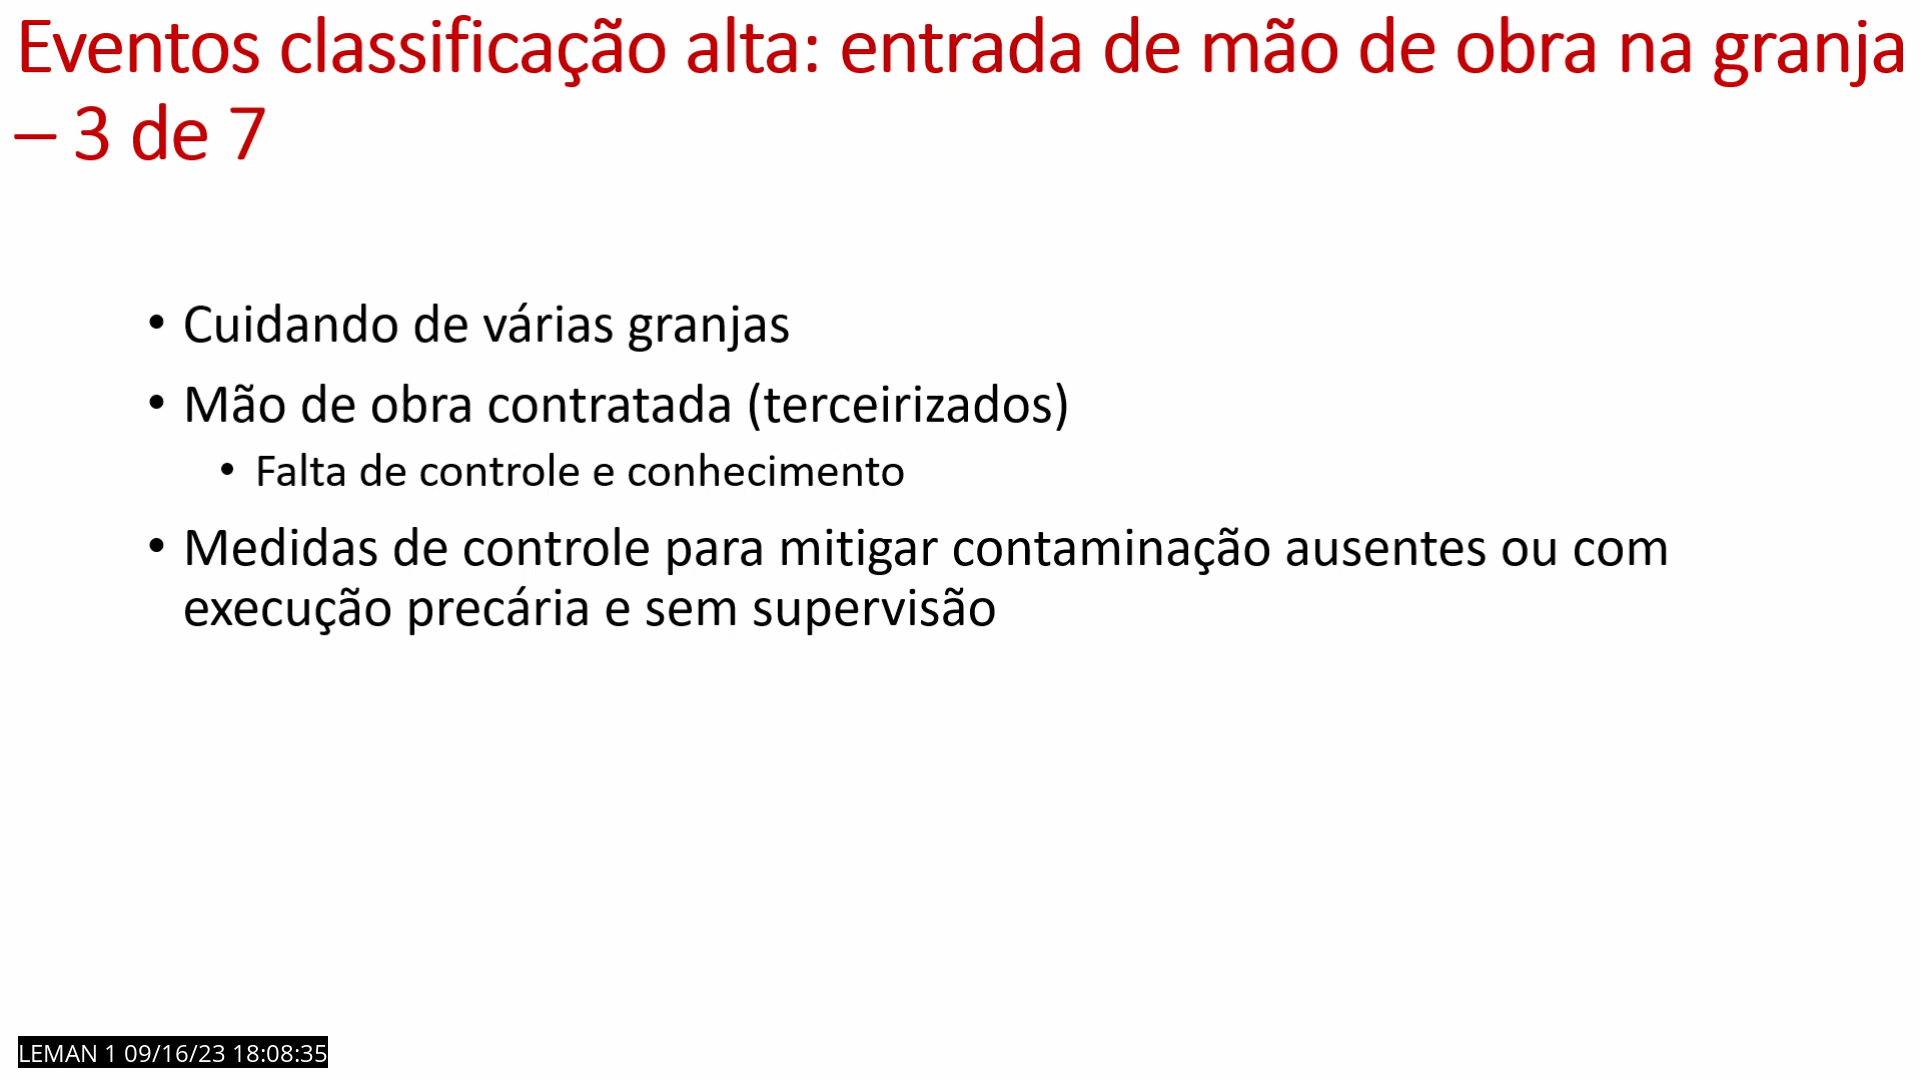 Eventos classificação alta: entrada de mão de obra na granja
– 3 de 7
• Cuidando de várias granjas
• Mão de obra contratada (terceirizados)
• Falta de controle e conhecimento
• Medidas de controle para mitigar contaminação ausentes ou com
execução precária e sem supervisão
LEMAN 1 09/16/23 18:08:35